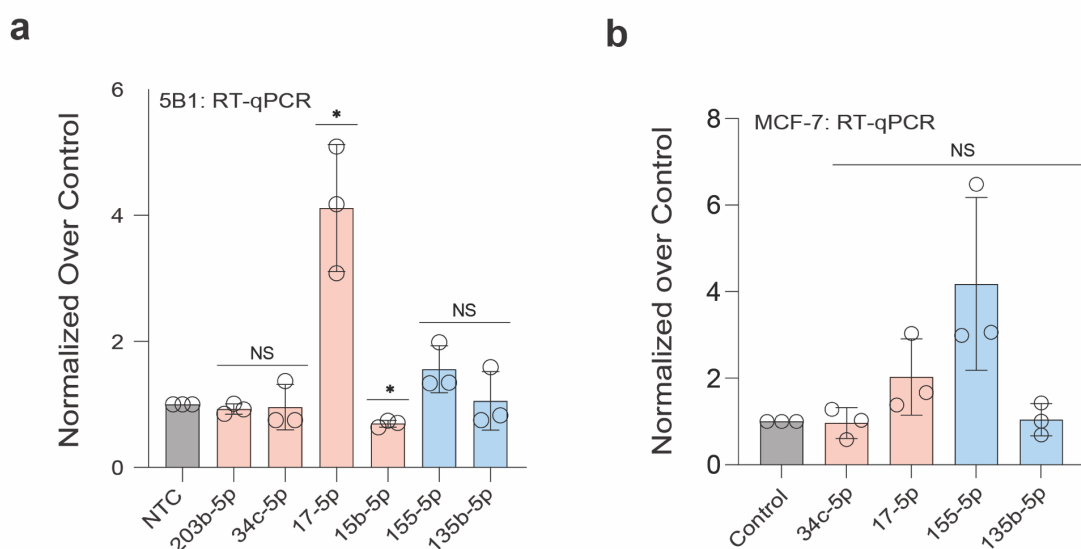 a
b
5B1: RT-qPCR
Normalized Over Control
6
4
2
0
*
NS
*
NS
NTC
203b-5p
34c-5p
17-5p
15b-5p
155-5p
135b-5p
MCF-7: RT-qPCR
Normalized over Control
8
6
4
2
0
NS
Control
34c-5p
17-5p
155-5p
135b-5p